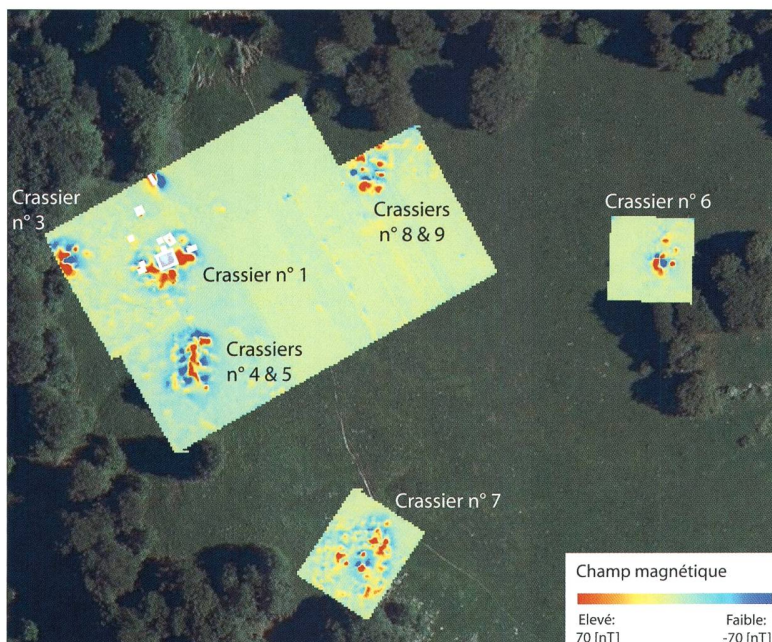 Crassier
n° 3
Crassiers
n° 8 & 9
Crassier n° 6
Crassier n° 1
Crassiers
n° 4 & 5
Crassier n° 7
Champ magnétique
Elevé: Faible:
70 [nT] -70 [nT]